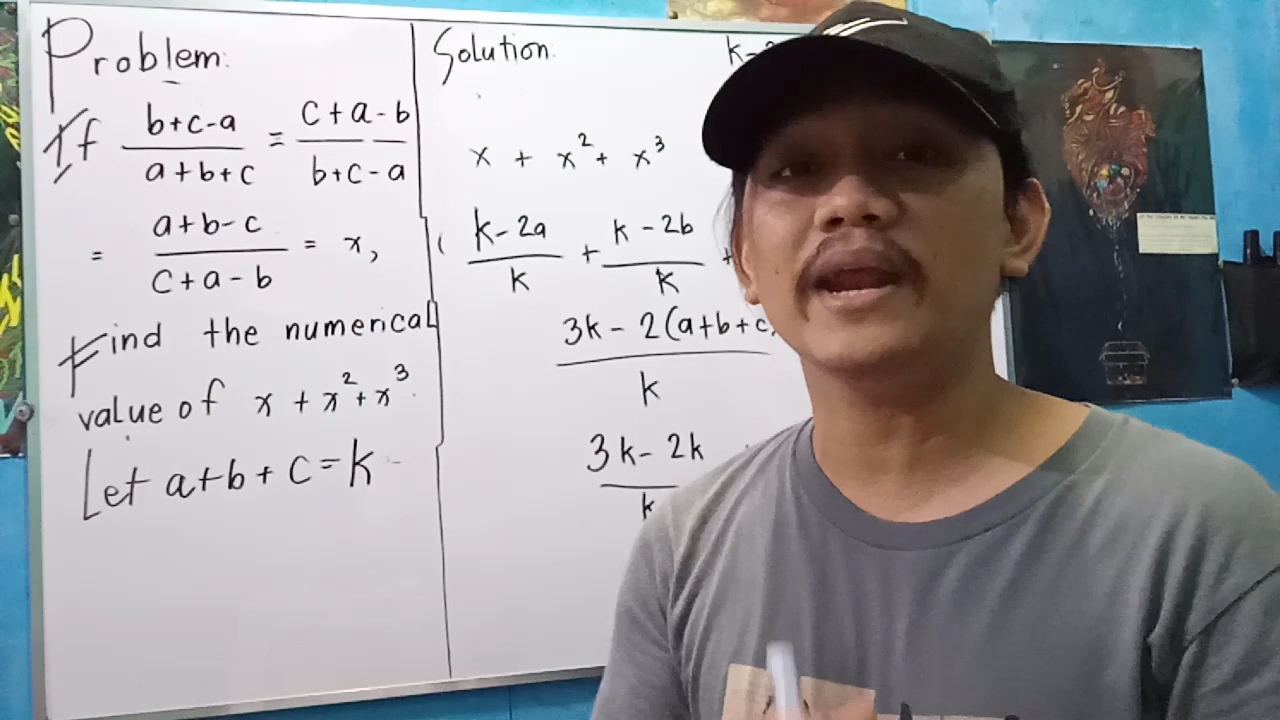 Problem:
If b+c-a / a+b+c = c+a-b / b+c-a
= a+b-c / c+a-b = x,
Find the numerical
value of x + x² + x³.
Let a+b+c=k
Solution:
k-2
x + x² + x³
( k-2a / k + k-2b / k +
3k-2(a+b+c) / k
3k-2k / k